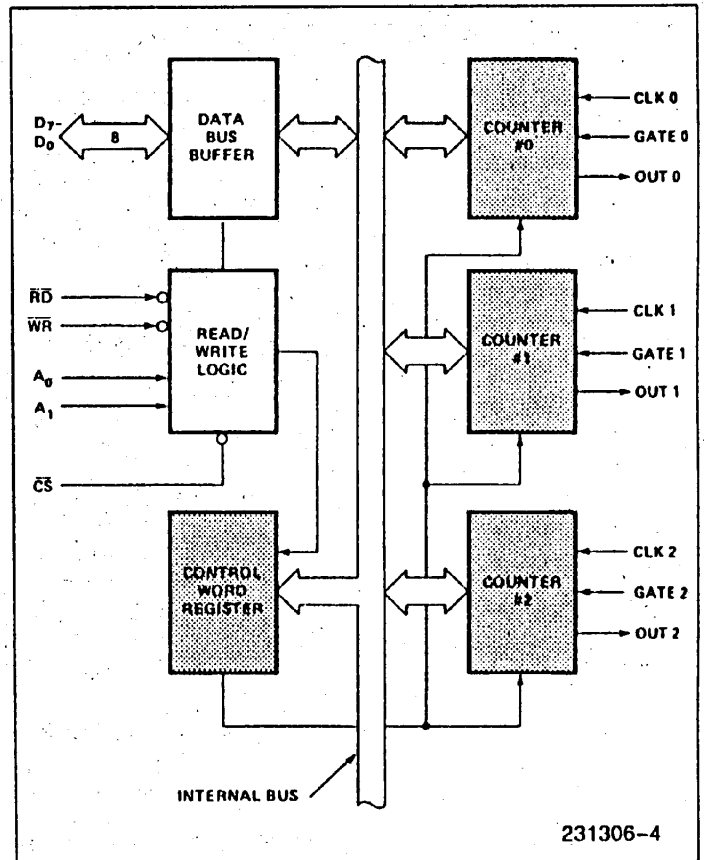 DATA
BUS
BUFFER
D7-
D0
8
READ/
WRITE
LOGIC
RD
WR
A0
A1
CS
CONTROL
WORD
REGISTER
INTERNAL BUS
COUNTER
#0
CLK 0
GATE 0
OUT 0
COUNTER
#1
CLK 1
GATE 1
OUT 1
COUNTER
#2
CLK 2
GATE 2
OUT 2
231306-4